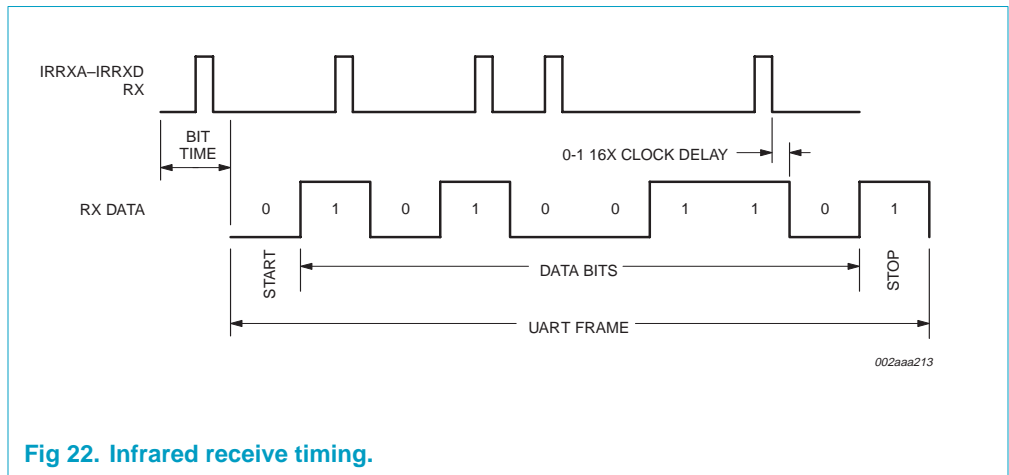 IRRXA–IRRXD
RX
BIT
TIME
0-1 16X CLOCK DELAY
RX DATA
0 1 0 1 0 0 1 1 0 1
START
DATA BITS
STOP
UART FRAME
002aaa213
Fig 22. Infrared receive timing.